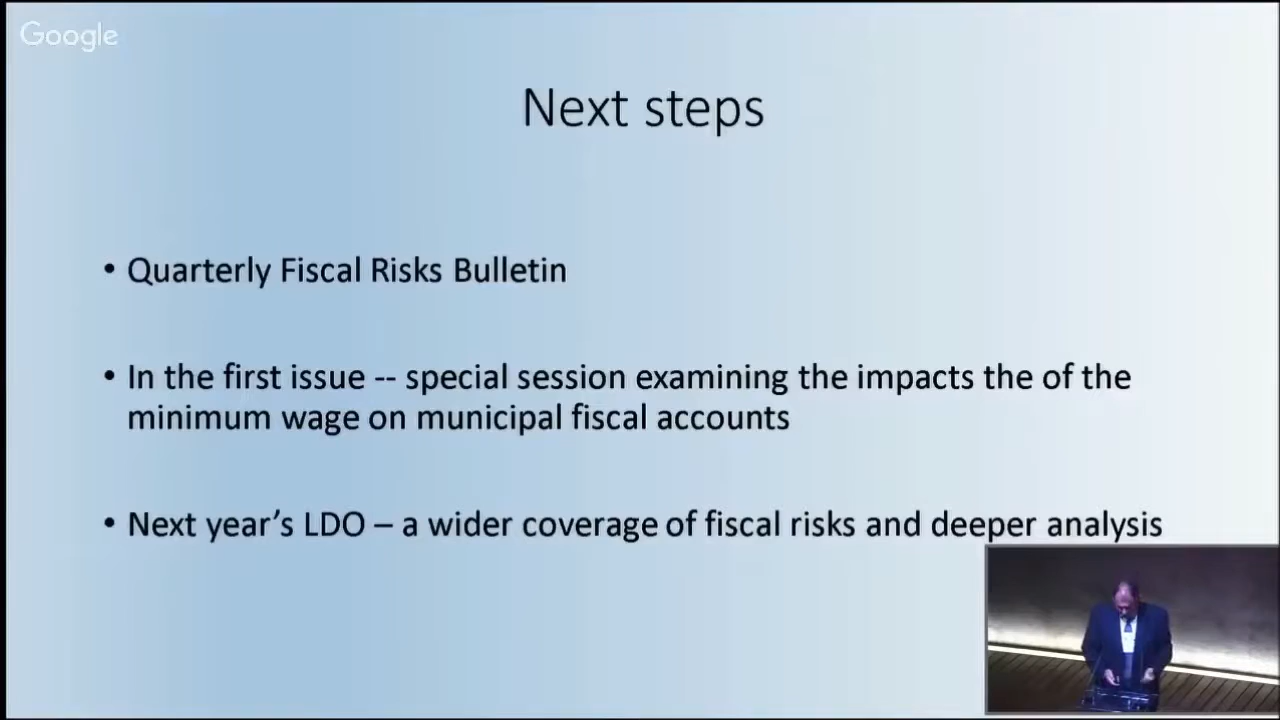 Google
Next steps
• Quarterly Fiscal Risks Bulletin
• In the first issue -- special session examining the impacts the of the
minimum wage on municipal fiscal accounts
• Next year’s LDO – a wider coverage of fiscal risks and deeper analysis